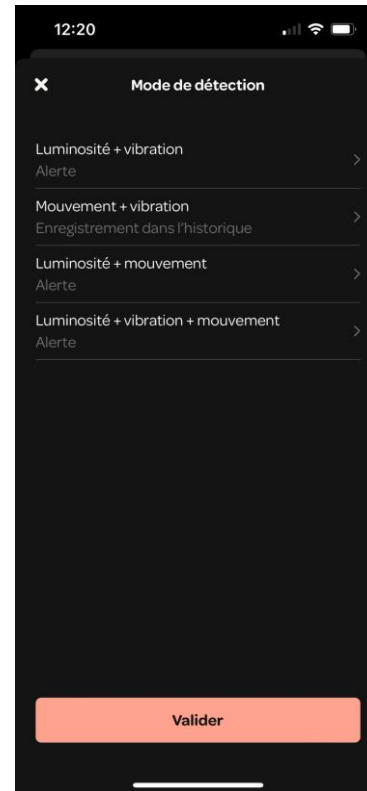 12:20
Mode de détection
Luminosité + vibration
Alerte
Mouvement + vibration
Enregistrement dans l'historique
Luminosité + mouvement
Alerte
Luminosité + vibration + mouvement
Alerte
Valider